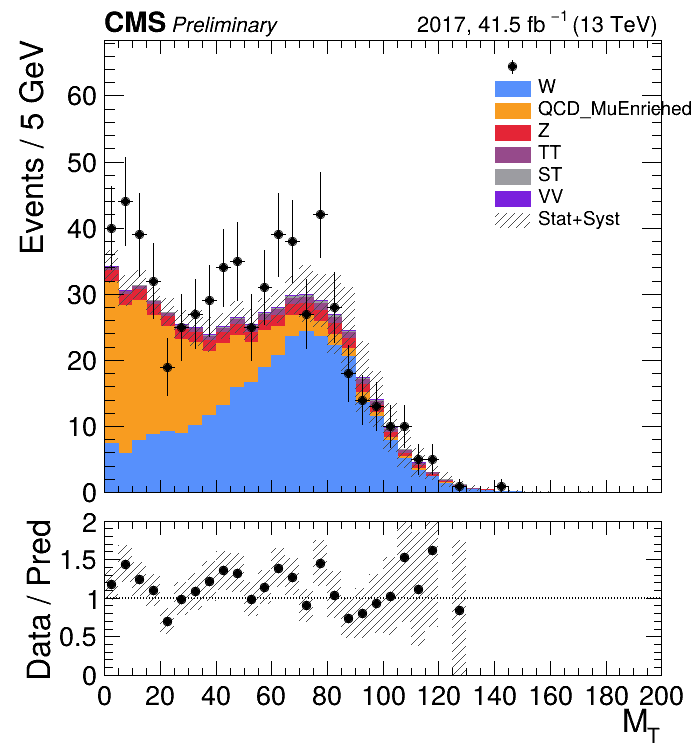 CMS Preliminary 2017, 41.5 fb⁻¹ (13 TeV)
Events / 5 GeV
60
50
40
30
20
10
0
W
QCD_MuEnriched
Z
TT
ST
VV
Stat+Syst
Data / Pred
2
1.5
1
0.5
0
0 20 40 60 80 100 120 140 160 180 200
M_T